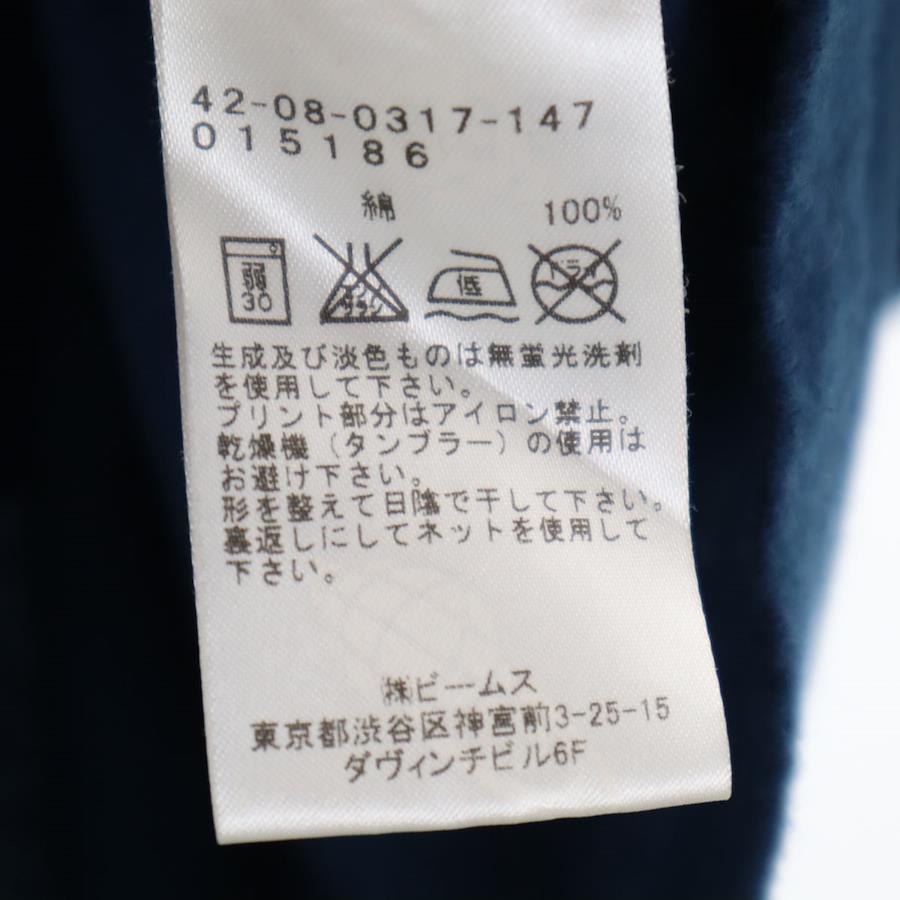 42-08-0317-147
015186
綿 100%
弱
30
エンソ
サラシ
低
ドライ
生成及び淡色ものは無蛍光洗剤
を使用して下さい。
プリント部分はアイロン禁止。
乾燥機（タンブラー）の使用は
お避け下さい。
形を整えて日陰で干して下さい。
裏返しにしてネットを使用して
下さい。
㈱ビームス
東京都渋谷区神宮前3-25-15
ダヴィンチビル6F